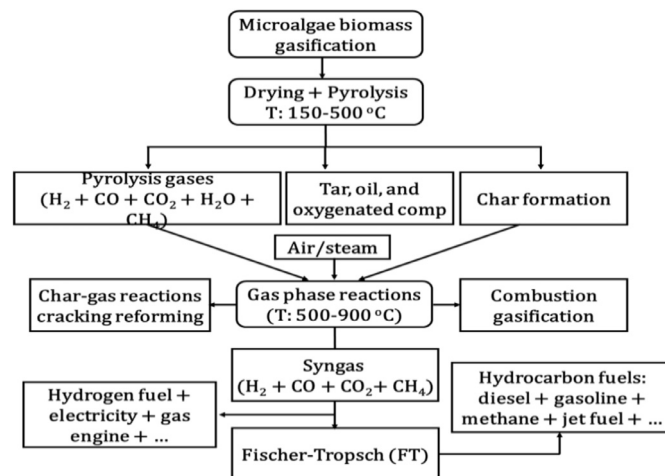 Microalgae biomass
gasification
Drying + Pyrolysis
T: 150-500 °C
Pyrolysis gases
(H₂ + CO + CO₂ + H₂O +
CH₄)
Tar, oil, and
oxygenated comp
Char formation
Air/steam
Char-gas reactions
cracking reforming
Gas phase reactions
(T: 500-900 °C)
Combustion
gasification
Syngas
(H₂ + CO + CO₂+ CH₄)
Hydrogen fuel +
electricity + gas
engine + ...
Hydrocarbon fuels:
diesel + gasoline +
methane + jet fuel + ...
Fischer-Tropsch (FT)